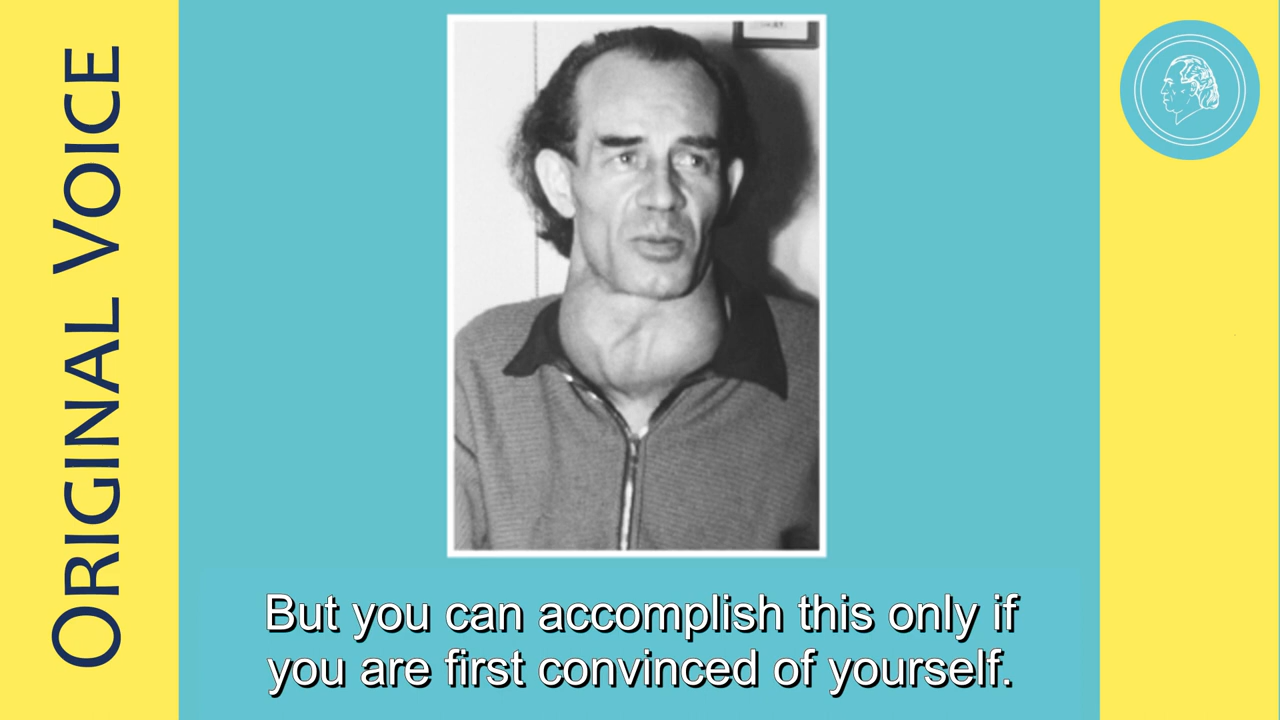 ORIGINAL VOICE
But you can accomplish this only if
you are first convinced of yourself.